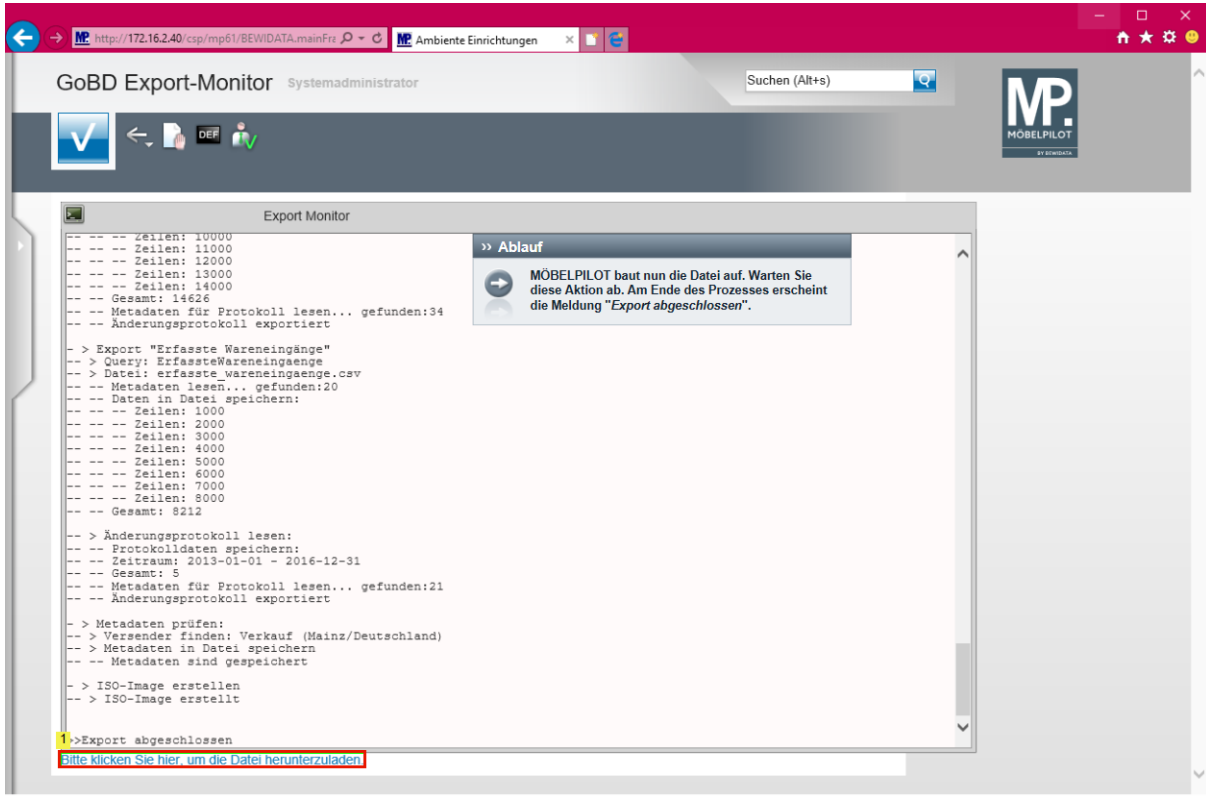 http://172.16.2.40/csp/mp61/BEWIDATA.mainFra
Ambiente Einrichtungen
GoBD Export-Monitor Systemadministrator
Suchen (Alt+s)
MP.
MÖBELPILOT
BY BEWIDATA
DEF
Export Monitor
-- -- -- Zeilen: 10000
-- -- -- Zeilen: 11000
-- -- -- Zeilen: 12000
-- -- -- Zeilen: 13000
-- -- -- Zeilen: 14000
-- -- Gesamt: 14626
-- -- Metadaten für Protokoll lesen... gefunden:34
-- -- Änderungsprotokoll exportiert
›› Ablauf
MÖBELPILOT baut nun die Datei auf. Warten Sie
diese Aktion ab. Am Ende des Prozesses erscheint
die Meldung "Export abgeschlossen".
- > Export "Erfasste Wareneingänge"
-- > Query: ErfassteWareneingaenge
-- > Datei: erfasste_wareneingaenge.csv
-- -- Metadaten lesen... gefunden:20
-- -- Daten in Datei speichern:
-- -- -- Zeilen: 1000
-- -- -- Zeilen: 2000
-- -- -- Zeilen: 3000
-- -- -- Zeilen: 4000
-- -- -- Zeilen: 5000
-- -- -- Zeilen: 6000
-- -- -- Zeilen: 7000
-- -- -- Zeilen: 8000
-- -- Gesamt: 8212
-- > Änderungsprotokoll lesen:
-- -- Protokolldaten speichern:
-- -- Zeitraum: 2013-01-01 - 2016-12-31
-- -- Gesamt: 5
-- -- Metadaten für Protokoll lesen... gefunden:21
-- -- Änderungsprotokoll exportiert
- > Metadaten prüfen:
-- > Versender finden: Verkauf (Mainz/Deutschland)
-- > Metadaten in Datei speichern
-- -- Metadaten sind gespeichert
- > ISO-Image erstellen
-- > ISO-Image erstellt
1
>>Export abgeschlossen
Bitte klicken Sie hier, um die Datei herunterzuladen.